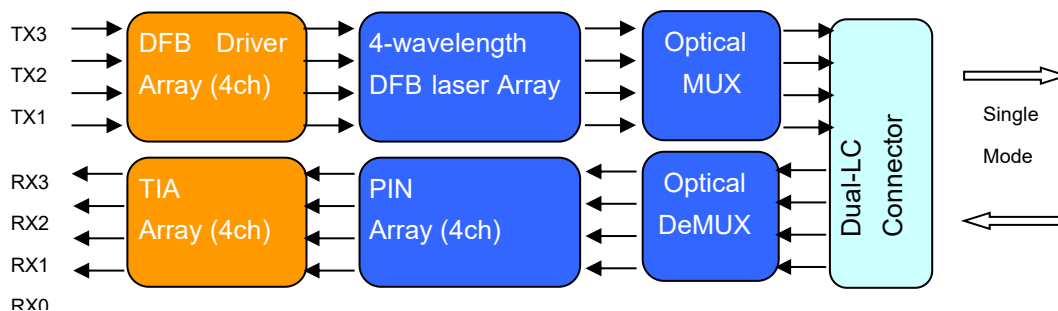 TX3
TX2
TX1
DFB Driver
Array (4ch)
4-wavelength
DFB laser Array
Optical
MUX
RX3
RX2
RX1
RX0
TIA
Array (4ch)
PIN
Array (4ch)
Optical
DeMUX
Dual-LC
Connector
Single
Mode